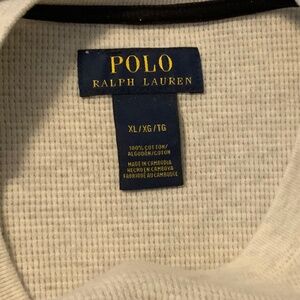 POLO
RALPH LAUREN
XL/XG/TG
100% COTTON/
ALGODÓN/COTON
MADE IN CAMBODIA
HECHO EN CAMBOYA
FABRIQUÉ AU CAMBODGE